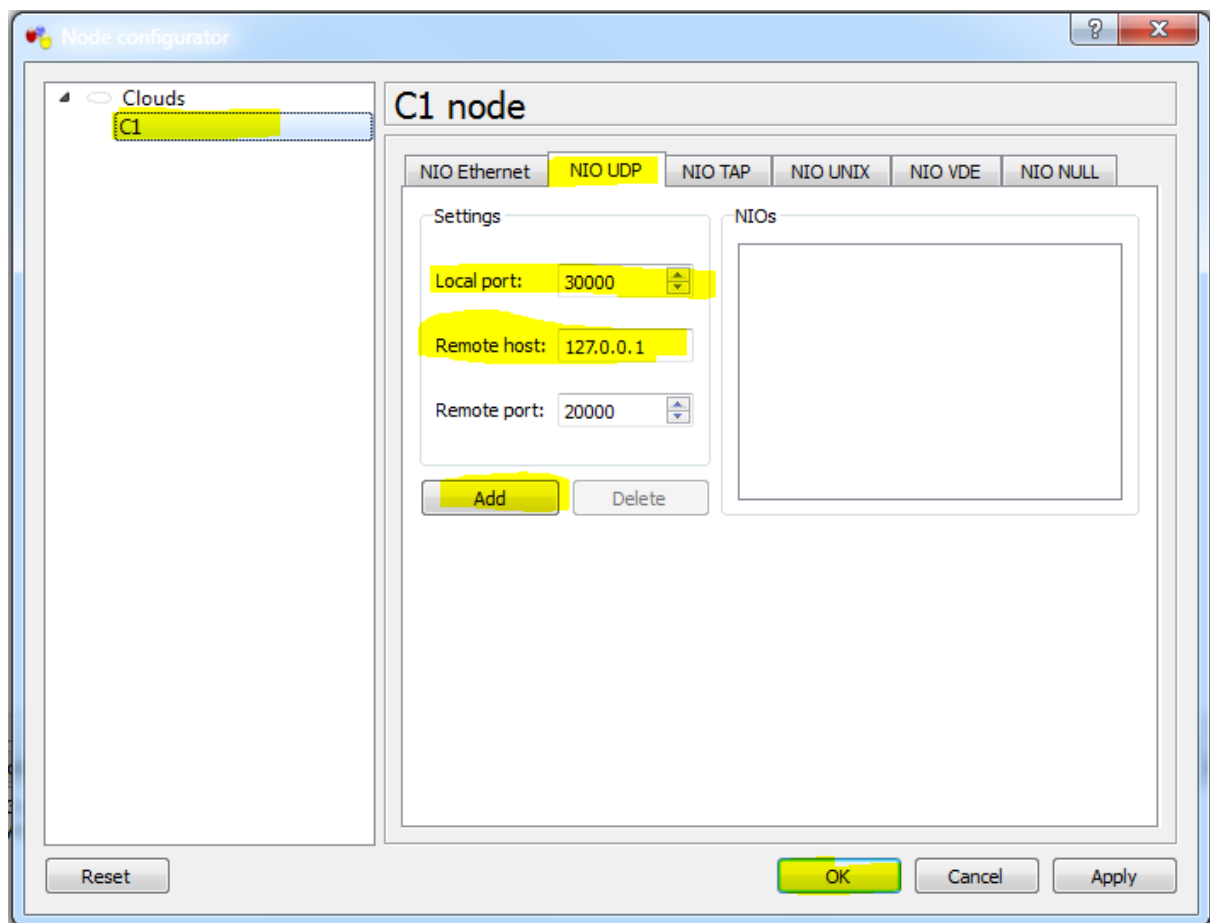 Node configurator
Clouds
C1
C1 node
NIO Ethernet NIO UDP NIO TAP NIO UNIX NIO VDE NIO NULL
Settings NIOs
Local port: 30000
Remote host: 127.0.0.1
Remote port: 20000
Add Delete
Reset OK Cancel Apply